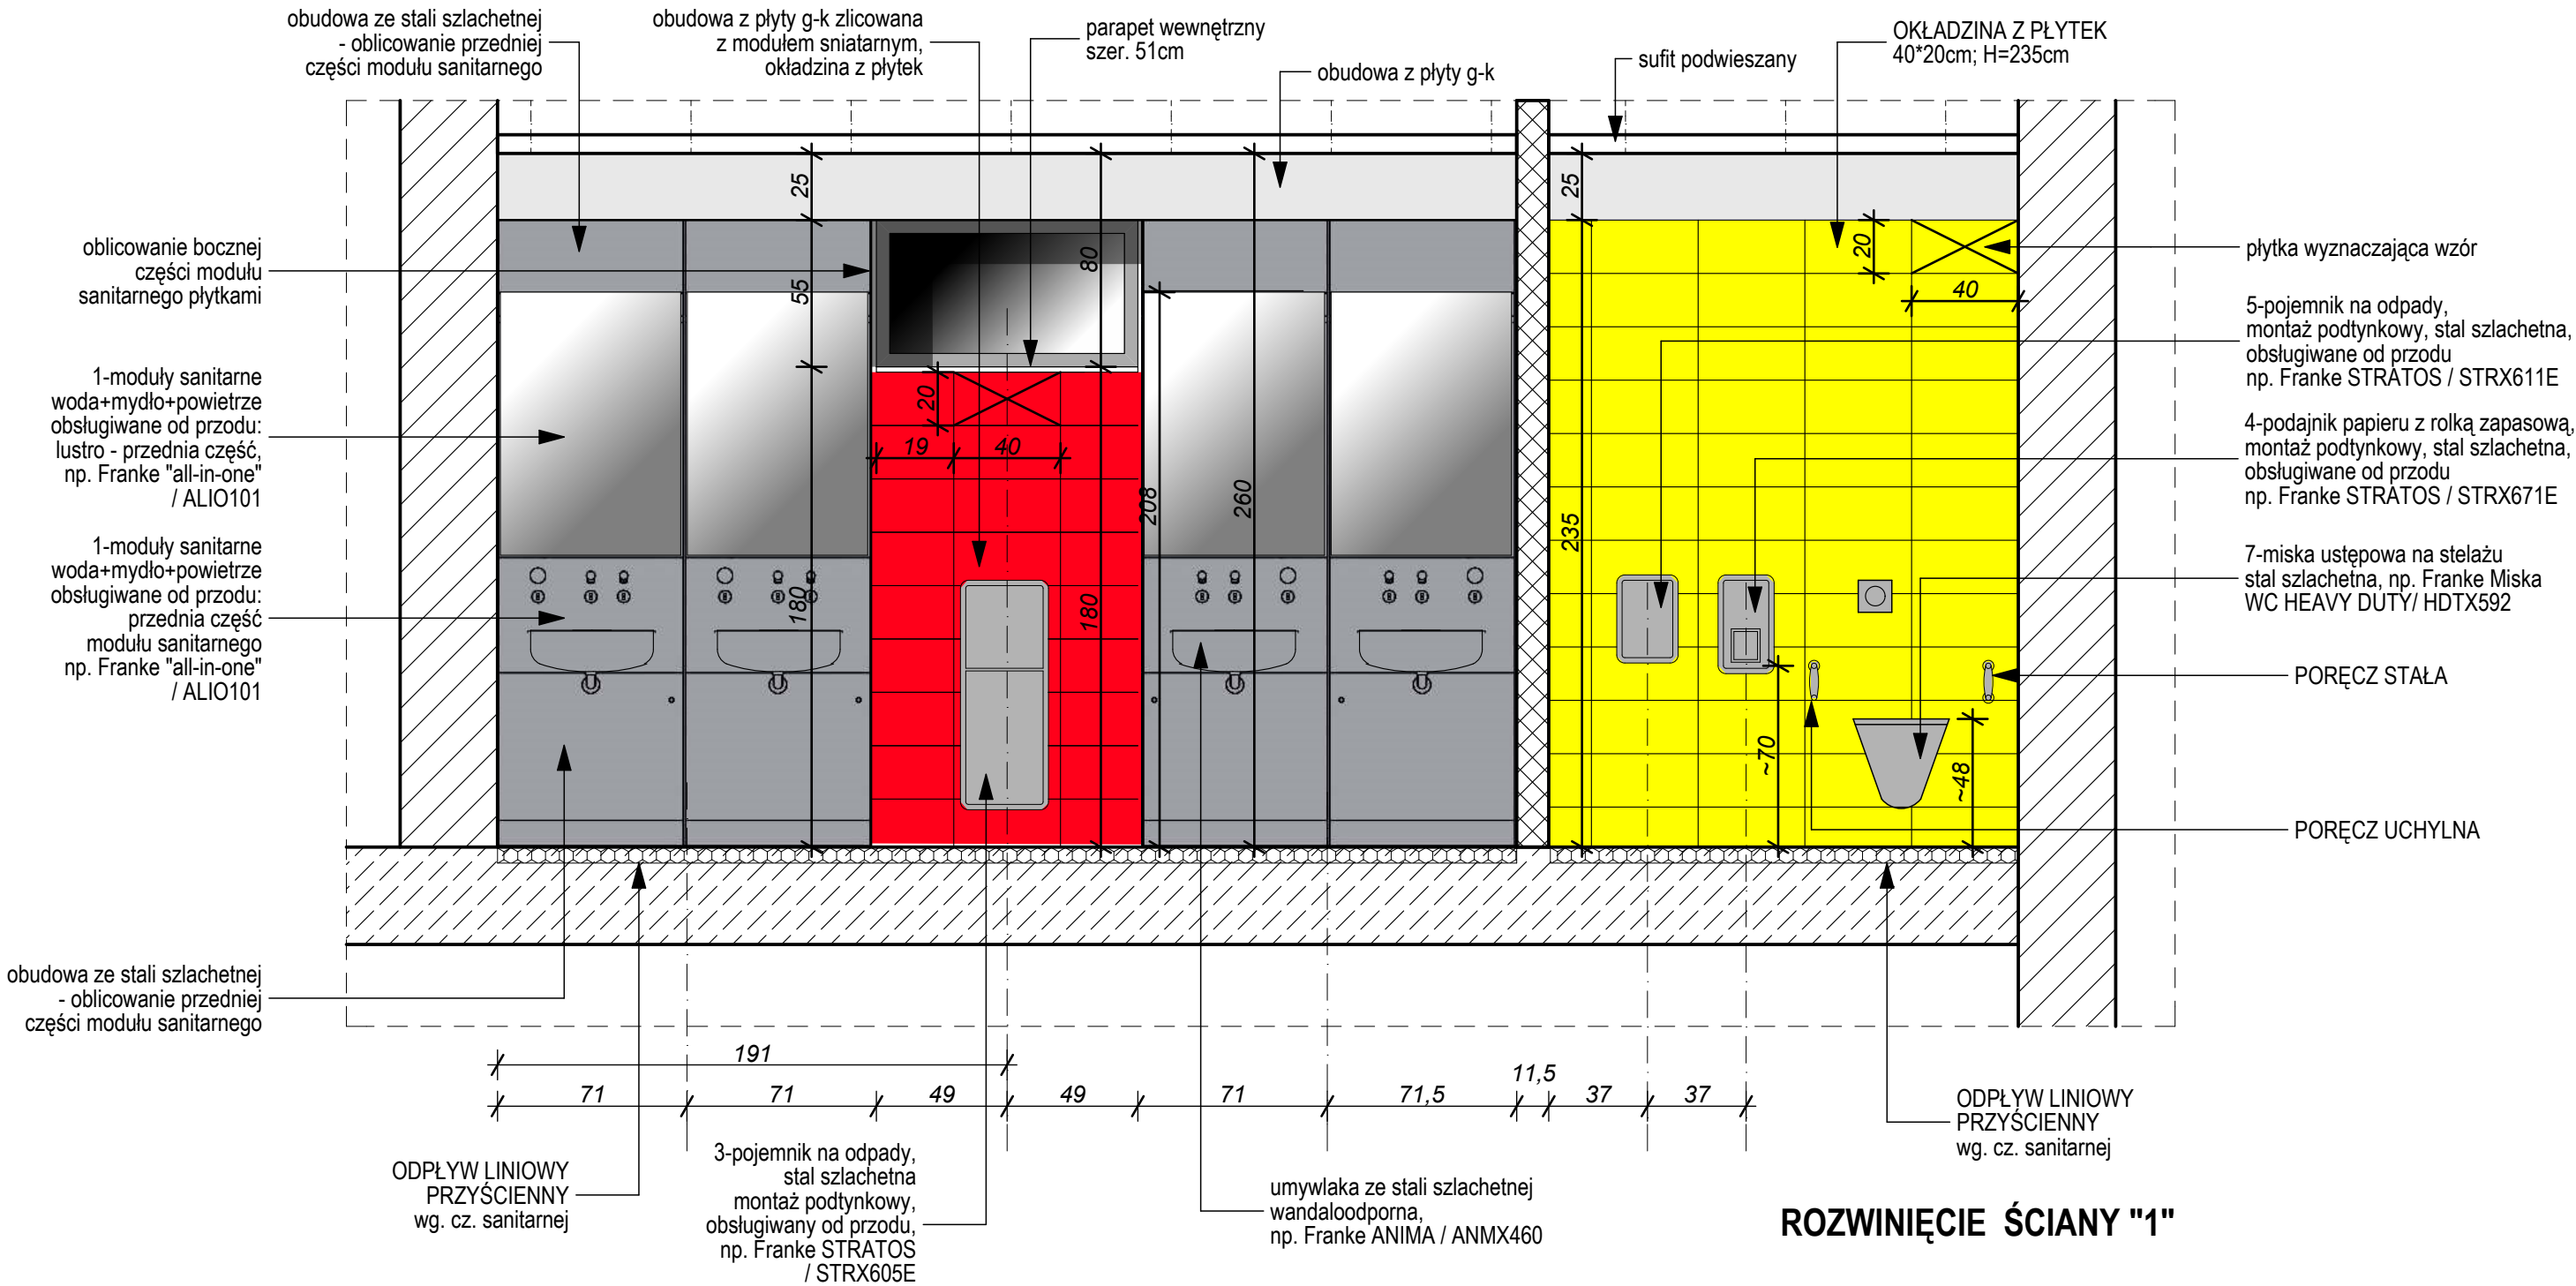 obudowa ze stali szlachetnej
- oblicowanie przedniej
części modułu sanitarnego
obudowa z płyty g-k zlicowana
z modułem sniatarnym,
okładzina z płytek
parapet wewnętrzny
szer. 51cm
obudowa z płyty g-k
sufit podwieszany
OKŁADZINA Z PŁYTEK
40*20cm; H=235cm
oblicowanie bocznej
części modułu
sanitarnego płytkami
1-moduły sanitarne
woda+mydło+powietrze
obsługiwane od przodu:
lustro - przednia część,
np. Franke "all-in-one"
/ ALIO101
1-moduły sanitarne
woda+mydło+powietrze
obsługiwane od przodu:
przednia część
modułu sanitarnego
np. Franke "all-in-one"
/ ALIO101
obudowa ze stali szlachetnej
- oblicowanie przedniej
części modułu sanitarnego
25
55
180
80
180
20
19
40
208
260
25
235
20
40
~70
~48
płytka wyznaczająca wzór
5-pojemnik na odpady,
montaż podtynkowy, stal szlachetna,
obsługiwane od przodu
np. Franke STRATOS / STRX611E
4-podajnik papieru z rolką zapasową,
montaż podtynkowy, stal szlachetna,
obsługiwane od przodu
np. Franke STRATOS / STRX671E
7-miska ustępowa na stelażu
stal szlachetna, np. Franke Miska
WC HEAVY DUTY/ HDTX592
PORĘCZ STAŁA
PORĘCZ UCHYLNA
191
71
71
49
49
71
71,5
11,5
37
37
ODPŁYW LINIOWY
PRZYŚCIENNY
wg. cz. sanitarnej
3-pojemnik na odpady,
stal szlachetna
montaż podtynkowy,
obsługiwany od przodu,
np. Franke STRATOS
/ STRX605E
umywlaka ze stali szlachetnej
wandaloodporna,
np. Franke ANIMA / ANMX460
ODPŁYW LINIOWY
PRZYŚCIENNY
wg. cz. sanitarnej
ROZWINIĘCIE ŚCIANY "1"